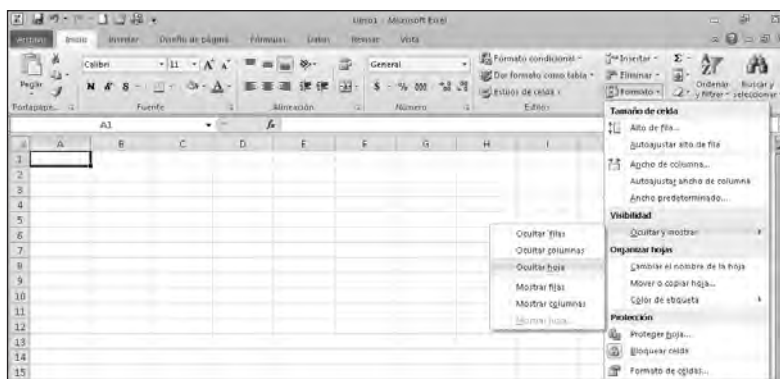 Libro1 - Microsoft Excel
Archivo Inicio Insertar Diseño de página Fórmulas Datos Revisar Vista
Calibri 11 General
Pegar
N K S
$ % 000
Formato condicional
Dar formato como tabla
Estilos de celda
Insertar
Eliminar
Formato
Ordenar y filtrar
Buscar y seleccionar
Portapape... Fuente Alineación Número Estilos
A1 fx
A B C D E F G H I
1
2
3
4
5
6
7
8
9
10
11
12
13
14
15
Tamaño de celda
Alto de fila...
Autoajustar alto de fila
Ancho de columna...
Autoajustar ancho de columna
Ancho predeterminado...
Visibilidad
Ocultar y mostrar
Organizar hojas
Cambiar el nombre de la hoja
Mover o copiar hoja...
Color de etiqueta
Protección
Proteger hoja...
Bloquear celda
Formato de celdas...
Ocultar filas
Ocultar columnas
Ocultar hoja
Mostrar filas
Mostrar columnas
Mostrar hoja...